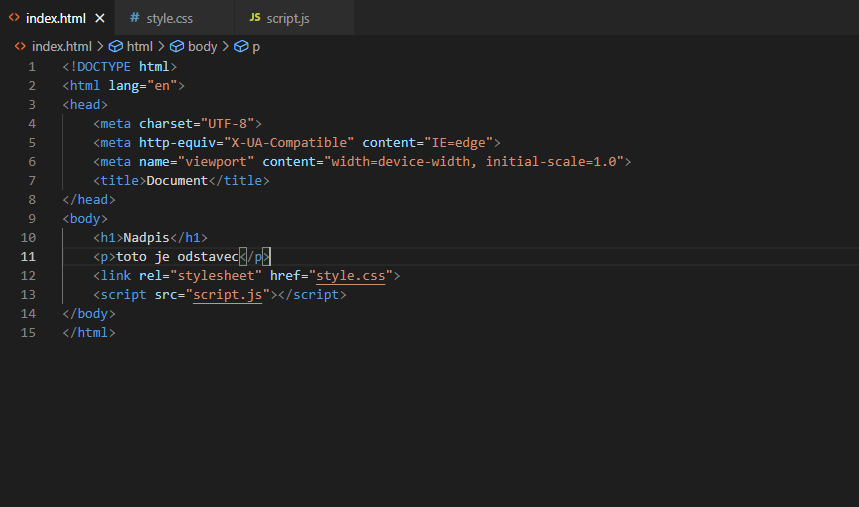 index.html style.css JS script.js
index.html > html > body > p
1 <!DOCTYPE html>
2 <html lang="en">
3 <head>
4 <meta charset="UTF-8">
5 <meta http-equiv="X-UA-Compatible" content="IE=edge">
6 <meta name="viewport" content="width=device-width, initial-scale=1.0">
7 <title>Document</title>
8 </head>
9 <body>
10 <h1>Nadpis</h1>
11 <p>toto je odstavec</p>
12 <link rel="stylesheet" href="style.css">
13 <script src="script.js"></script>
14 </body>
15 </html>